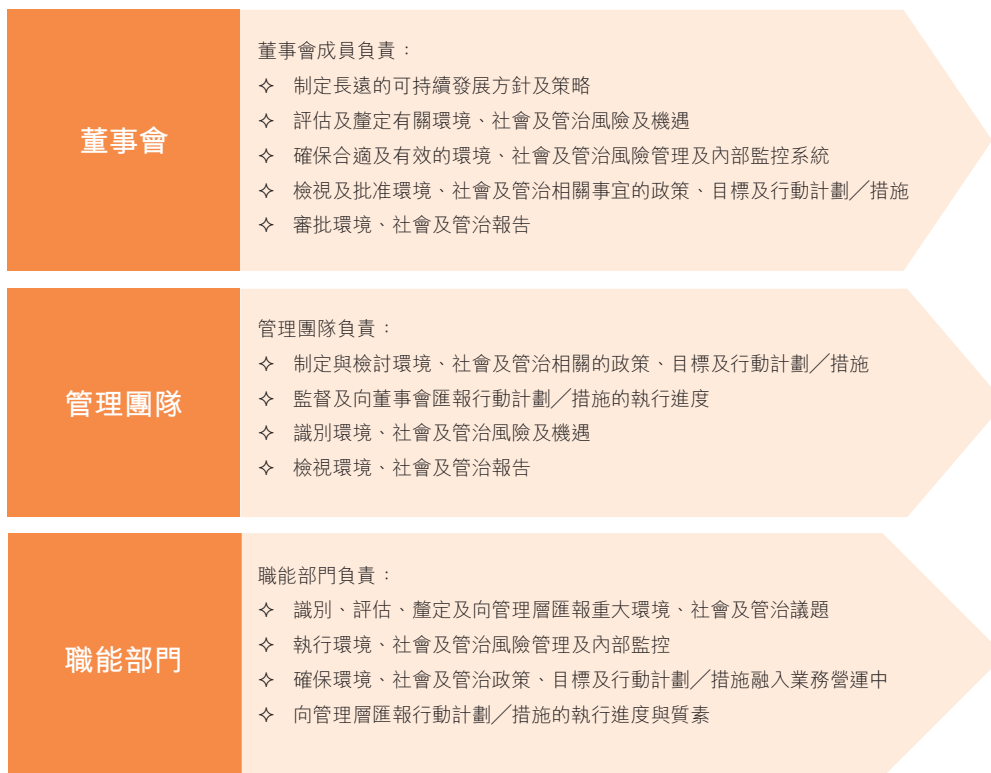 董事會
董事會成員負責：
✧ 制定長遠的可持續發展方針及策略
✧ 評估及釐定有關環境、社會及管治風險及機遇
✧ 確保合適及有效的環境、社會及管治風險管理及內部監控系統
✧ 檢視及批准環境、社會及管治相關事宜的政策、目標及行動計劃╱措施
✧ 審批環境、社會及管治報告
管理團隊
管理團隊負責：
✧ 制定與檢討環境、社會及管治相關的政策、目標及行動計劃╱措施
✧ 監督及向董事會匯報行動計劃╱措施的執行進度
✧ 識別環境、社會及管治風險及機遇
✧ 檢視環境、社會及管治報告
職能部門
職能部門負責：
✧ 識別、評估、釐定及向管理層匯報重大環境、社會及管治議題
✧ 執行環境、社會及管治風險管理及內部監控
✧ 確保環境、社會及管治政策、目標及行動計劃╱措施融入業務營運中
✧ 向管理層匯報行動計劃╱措施的執行進度與質素